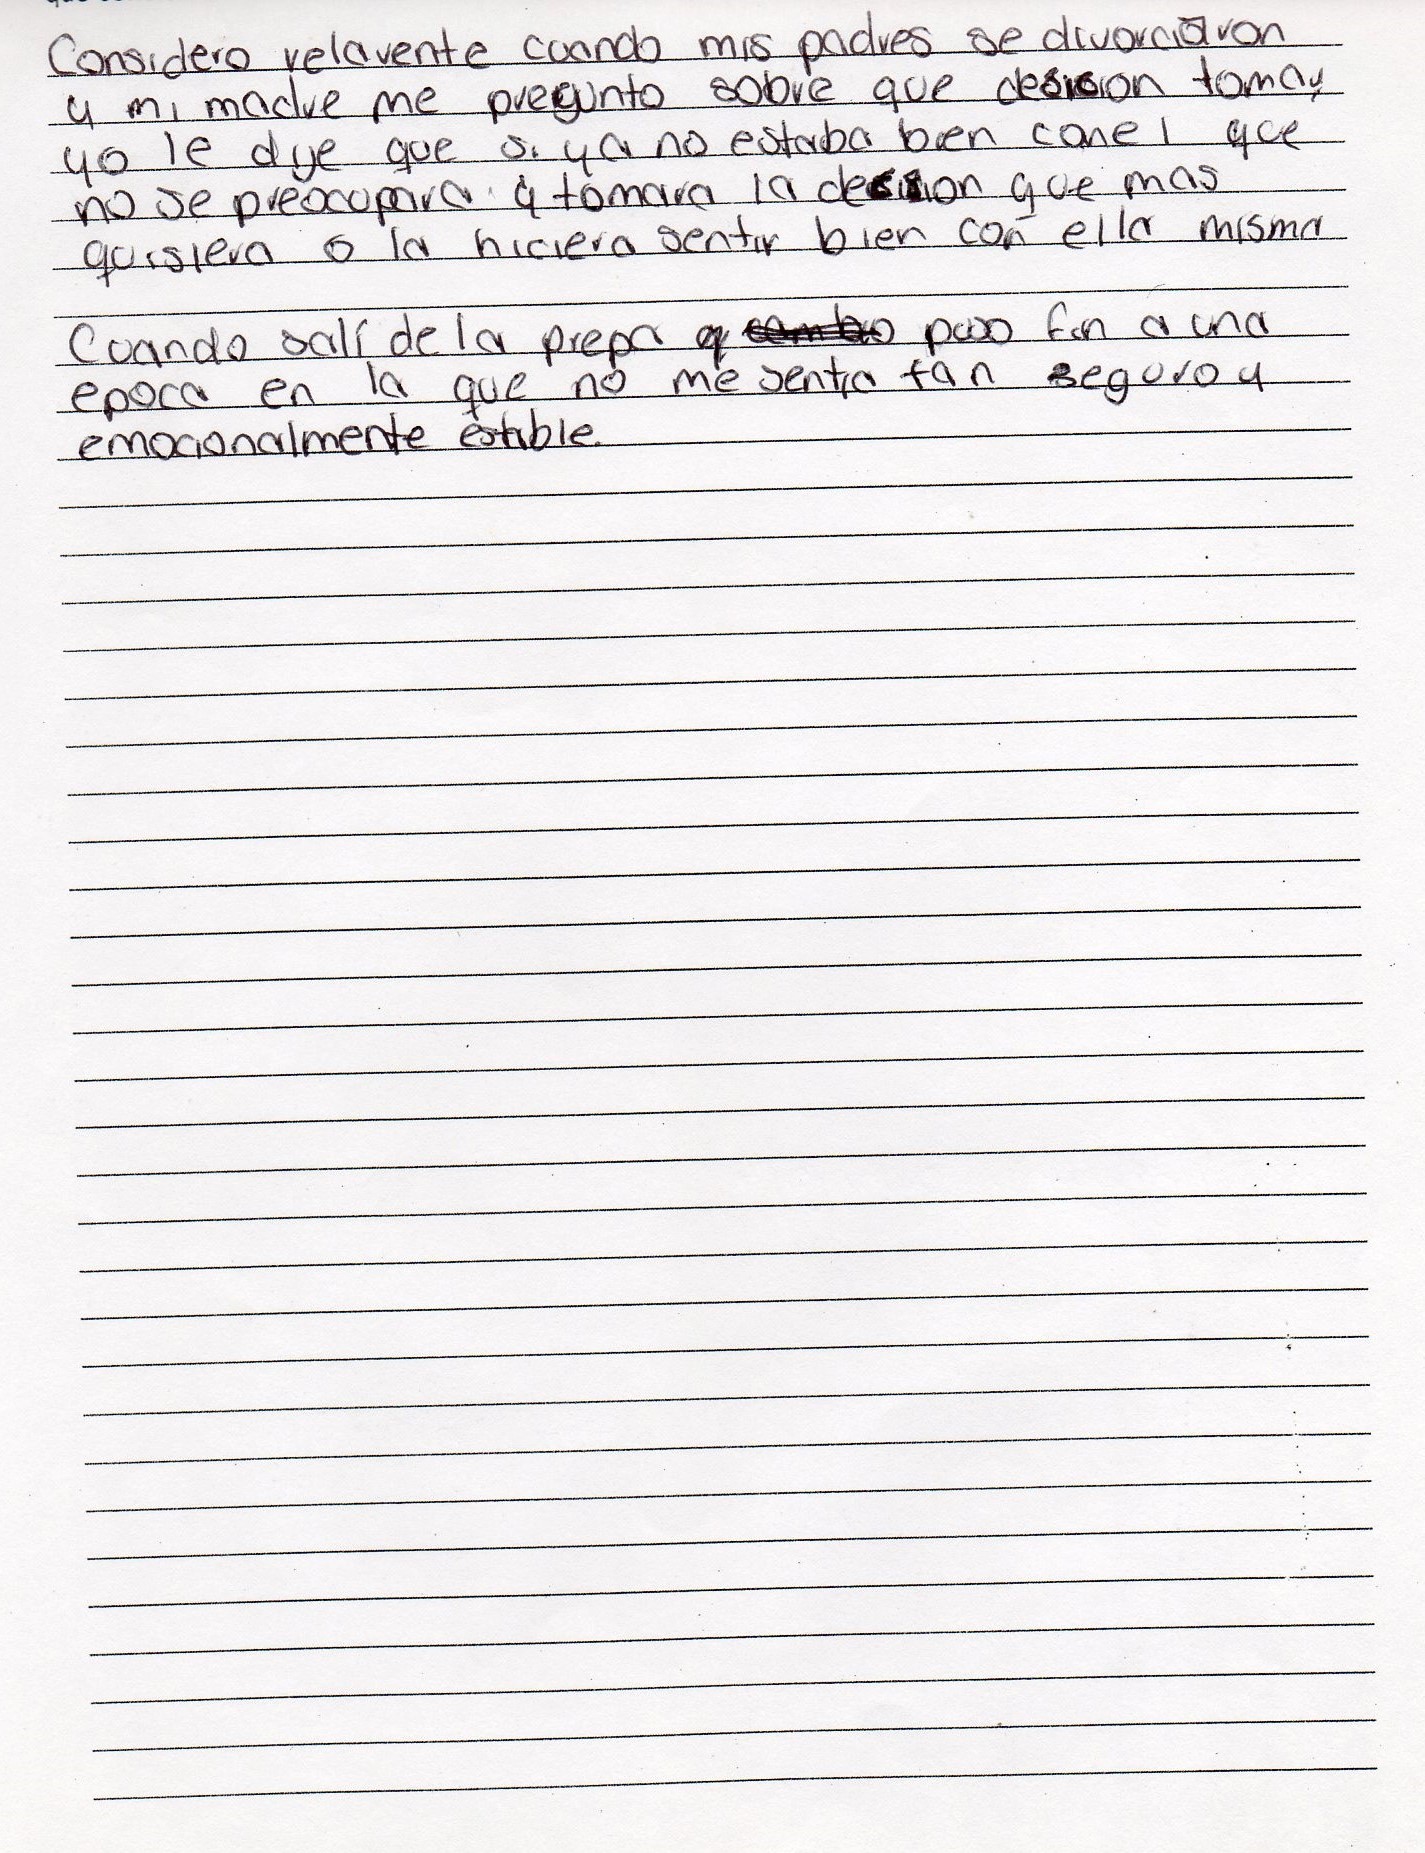 Considero relavente cuando mis padres se divorciaron
y mi madre me pregunto sobre que desicion tomar
yo le dije que si ya no estaba bien con el que
no se preocupara y tomara la decision que mas
quisiera o la hiciera sentir bien con ella misma
Cuando salí de la prepa puso fin a una
epoca en la que no me sentia tan seguro y
emocionalmente estable.